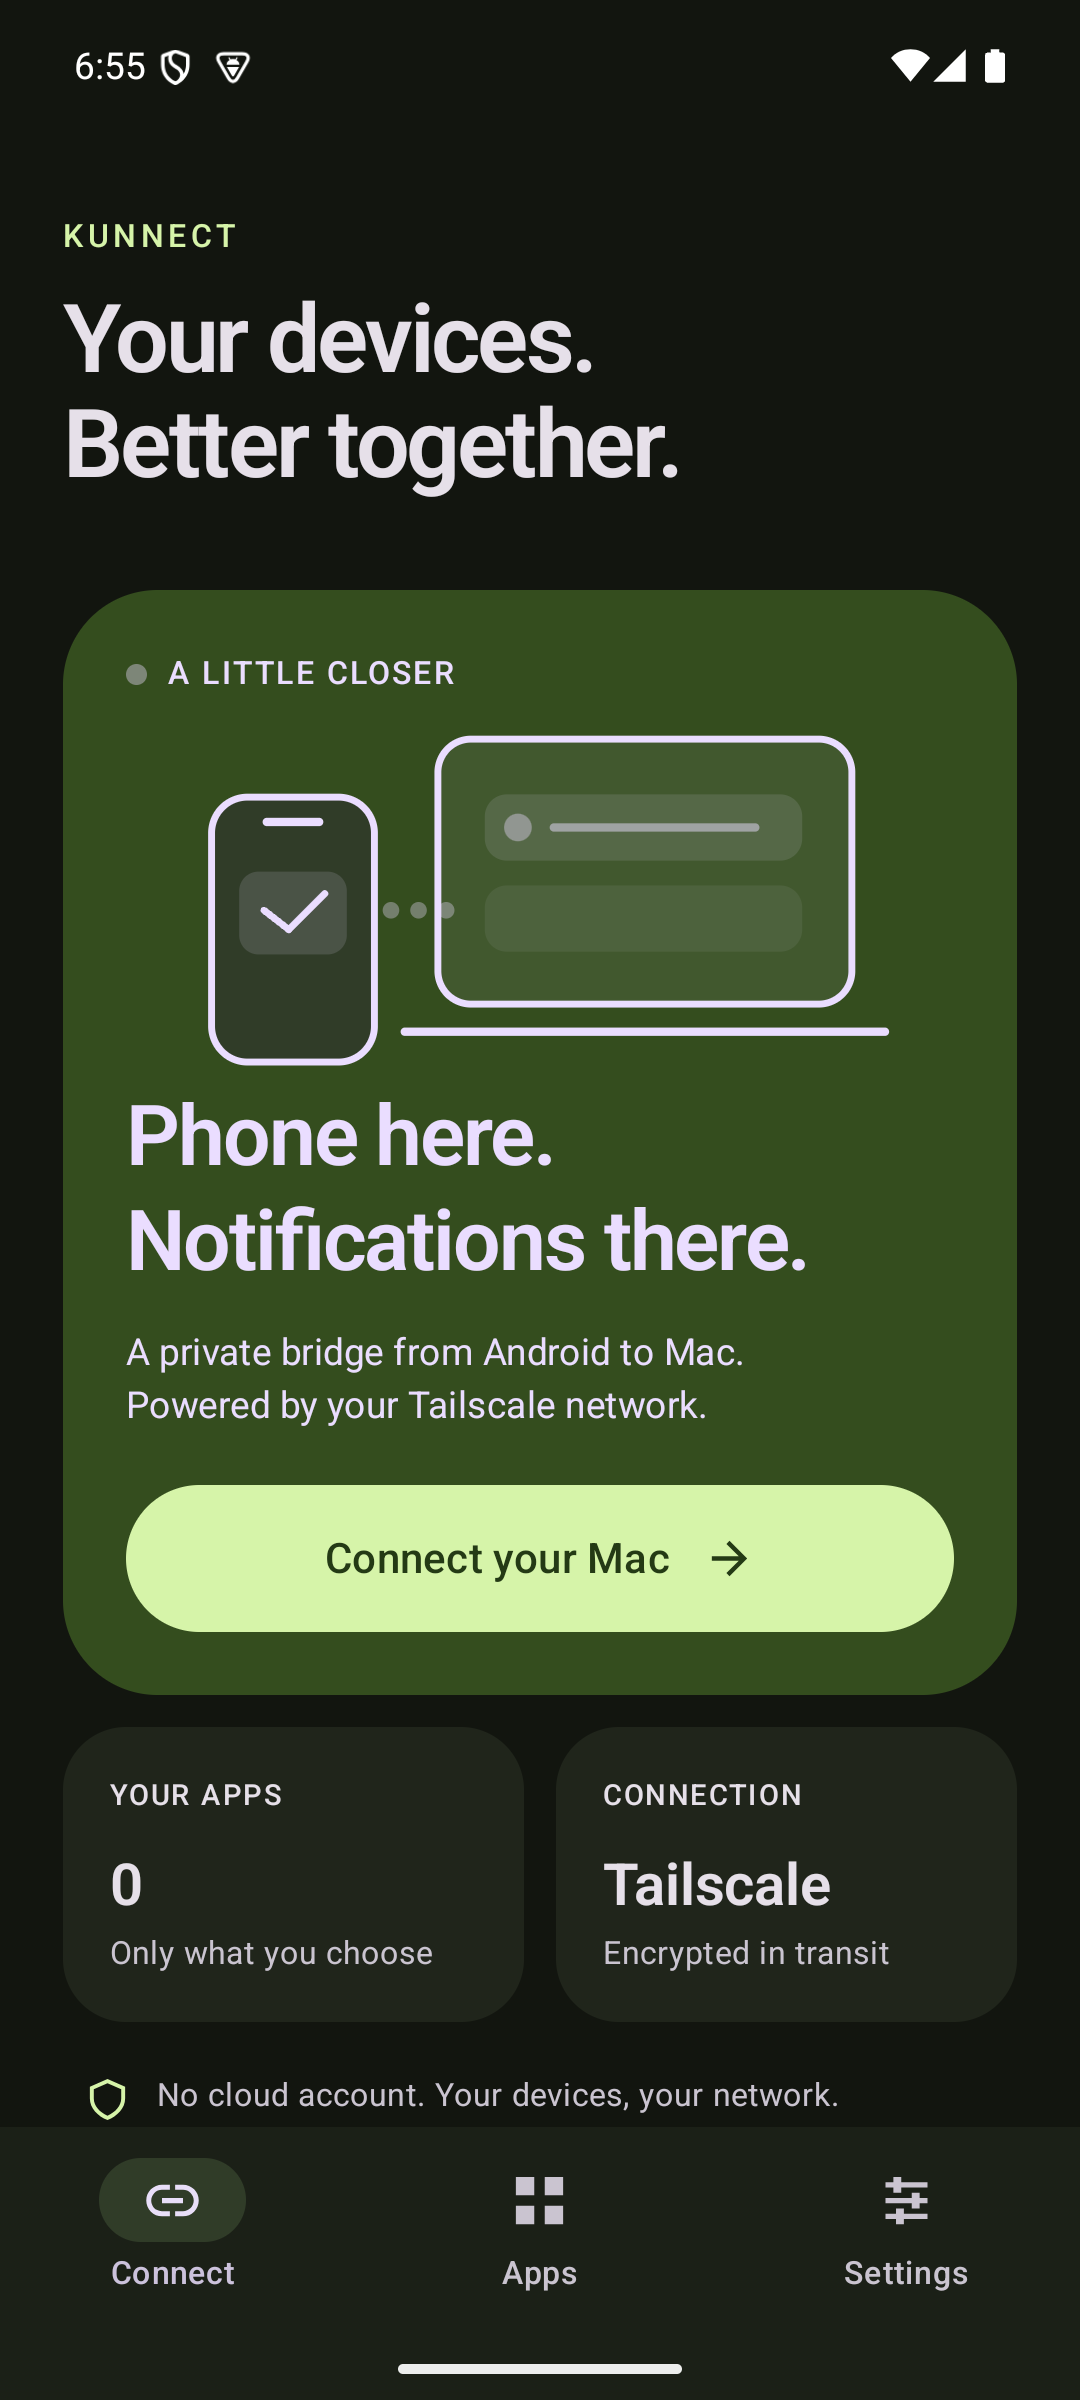 6:55
KUNNECT
Your devices.
Better together.
A LITTLE CLOSER
Phone here.
Notifications there.
A private bridge from Android to Mac.
Powered by your Tailscale network.
Connect your Mac
YOUR APPS
0
Only what you choose
CONNECTION
Tailscale
Encrypted in transit
No cloud account. Your devices, your network.
Connect
Apps
Settings